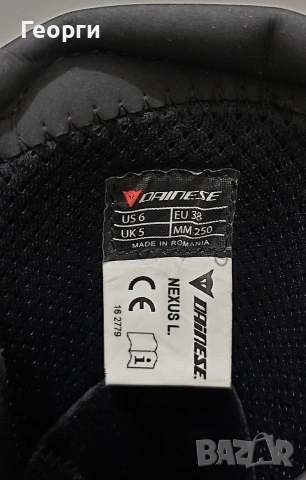 Георги
DAINESE
US 6 EU 38
UK 5 MM 250
MADE IN ROMANIA
DAINESE
NEXUS L.
CE
i
16 2779
BAZAR